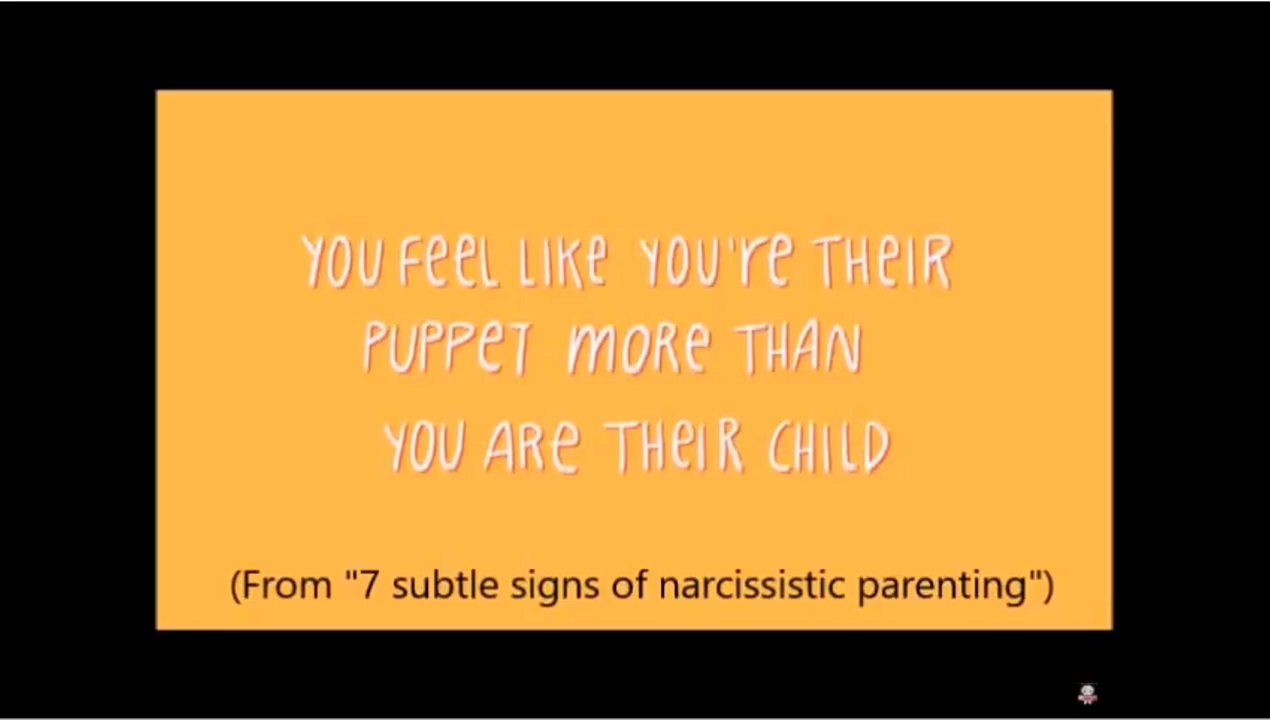 YOU FEEL LIKE YOU'RE THEIR
PUPPET MORE THAN
YOU ARE THEIR CHILD
(From "7 subtle signs of narcissistic parenting")